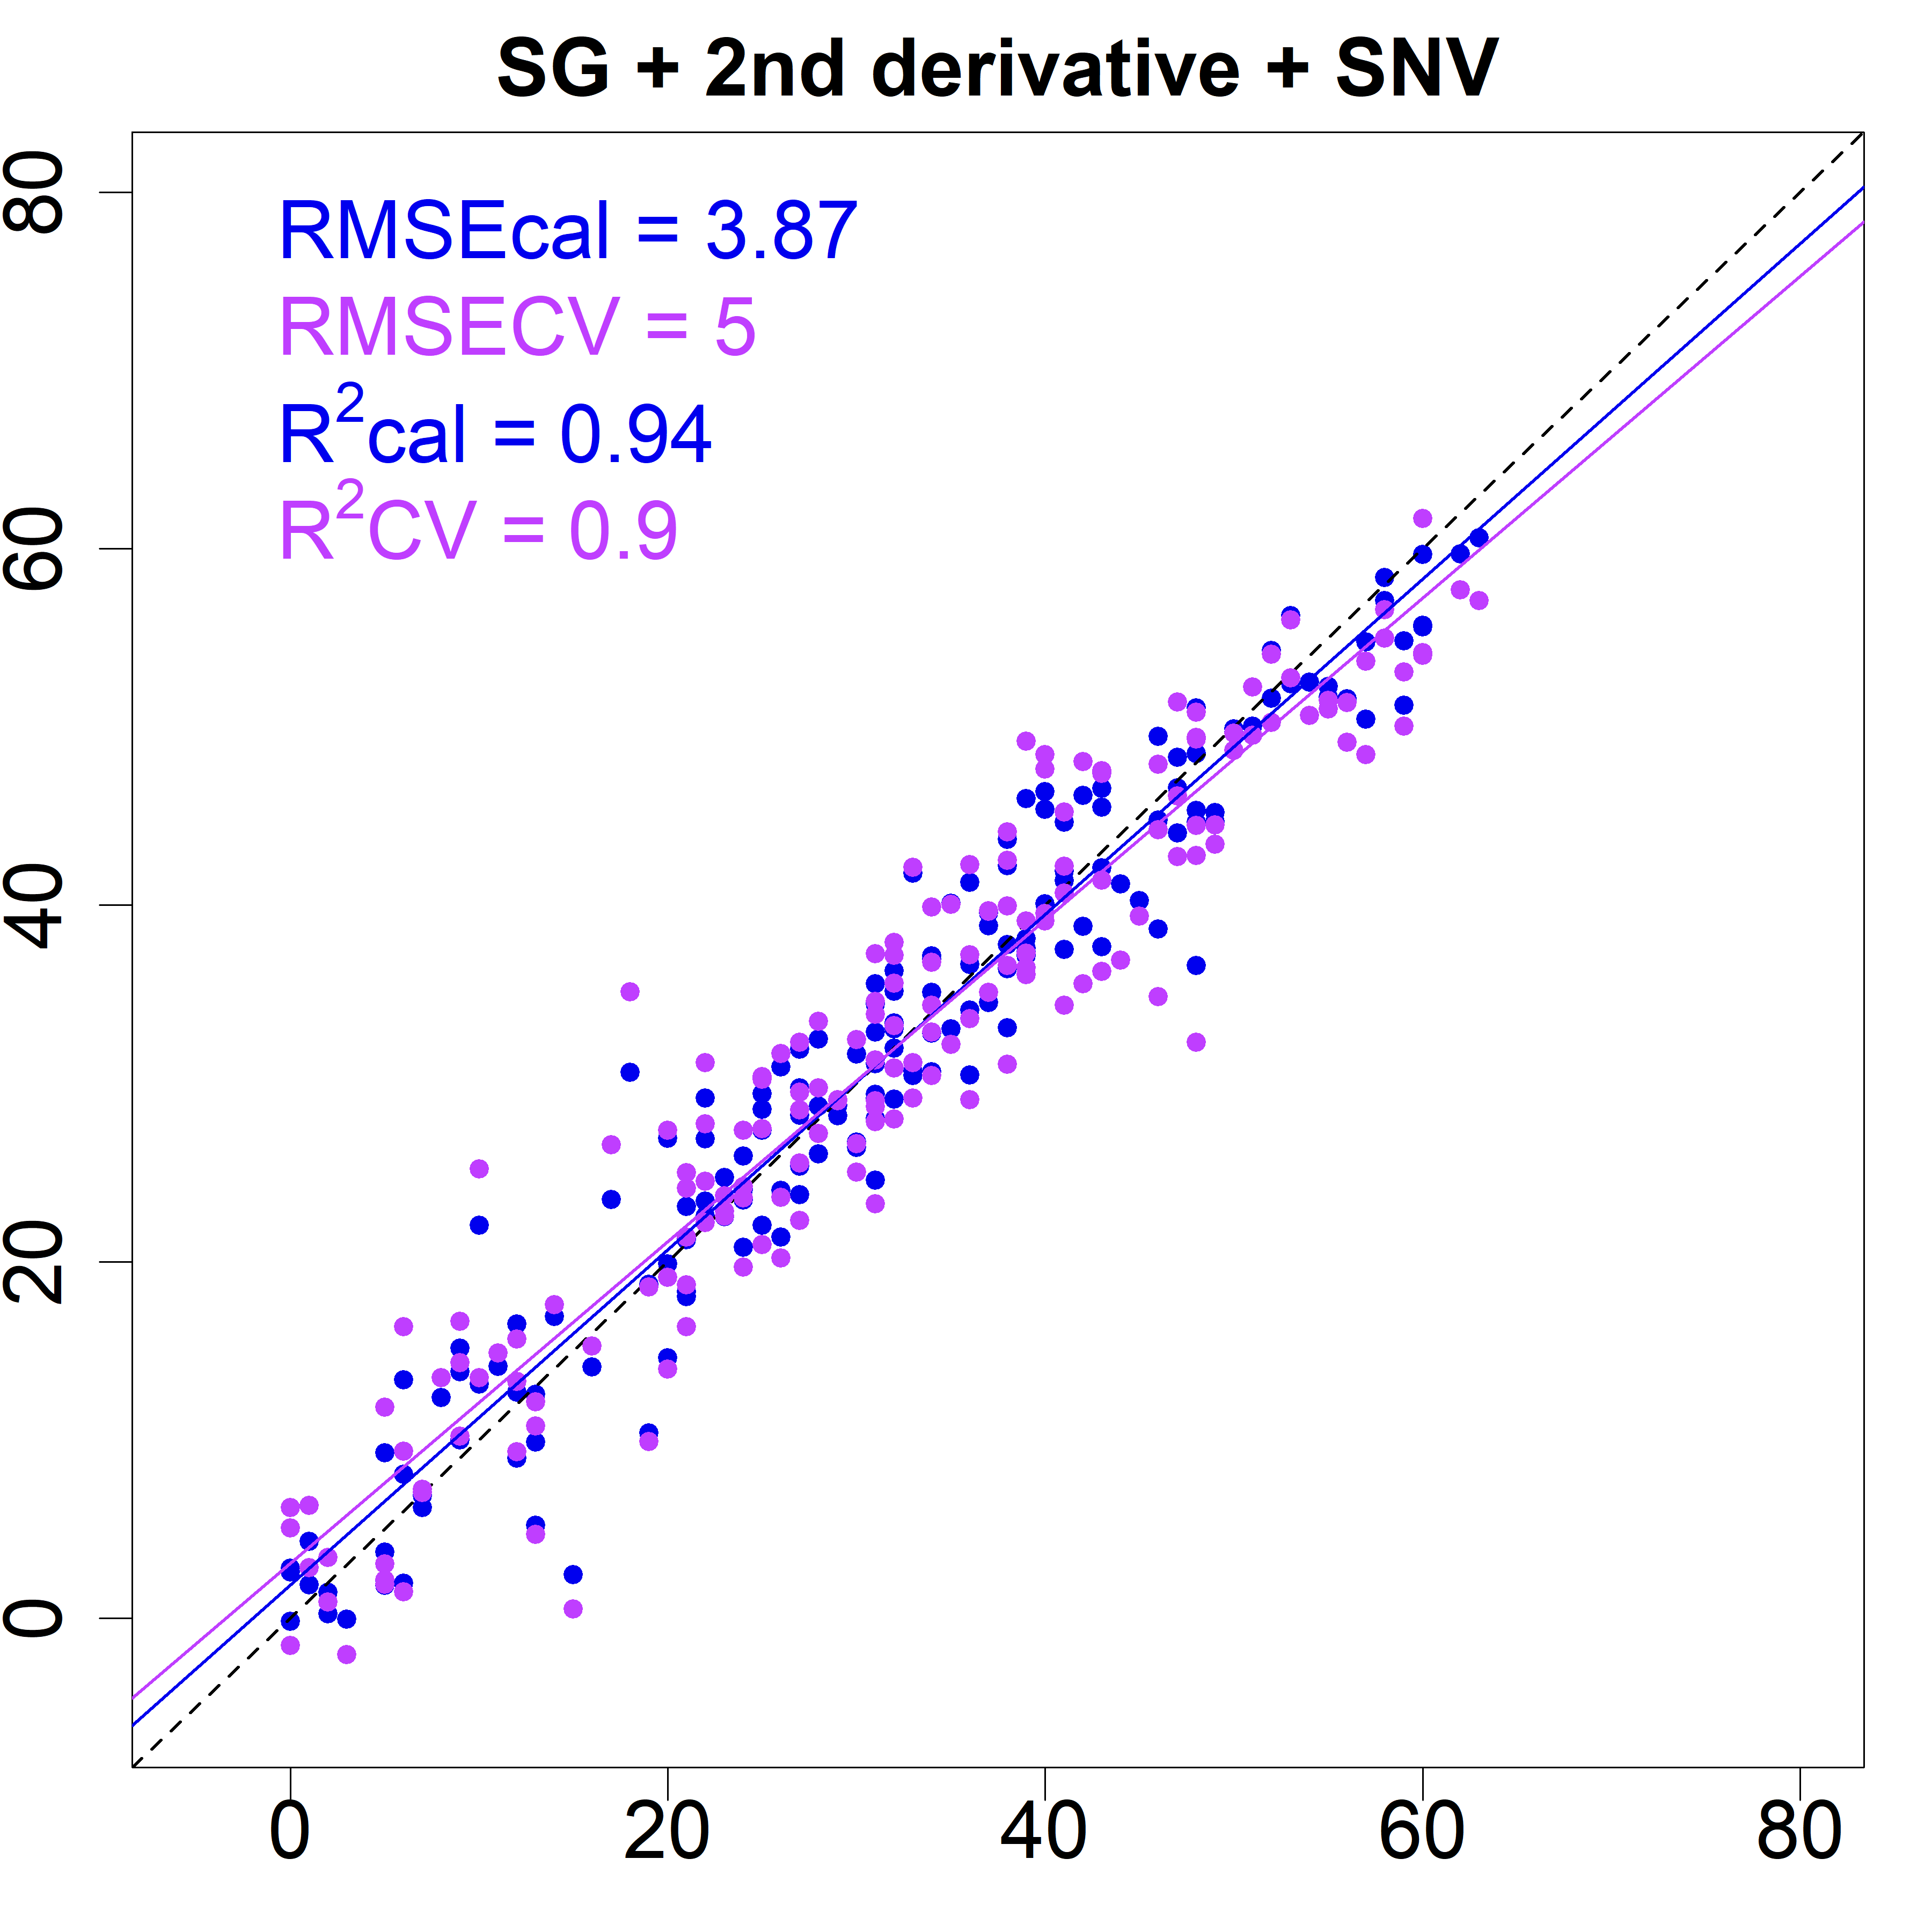 SG + 2nd derivative + SNV
RMSEcal = 3.87
RMSECV = 5
R²cal = 0.94
R²CV = 0.9
80
60
40
20
0
0 20 40 60 80